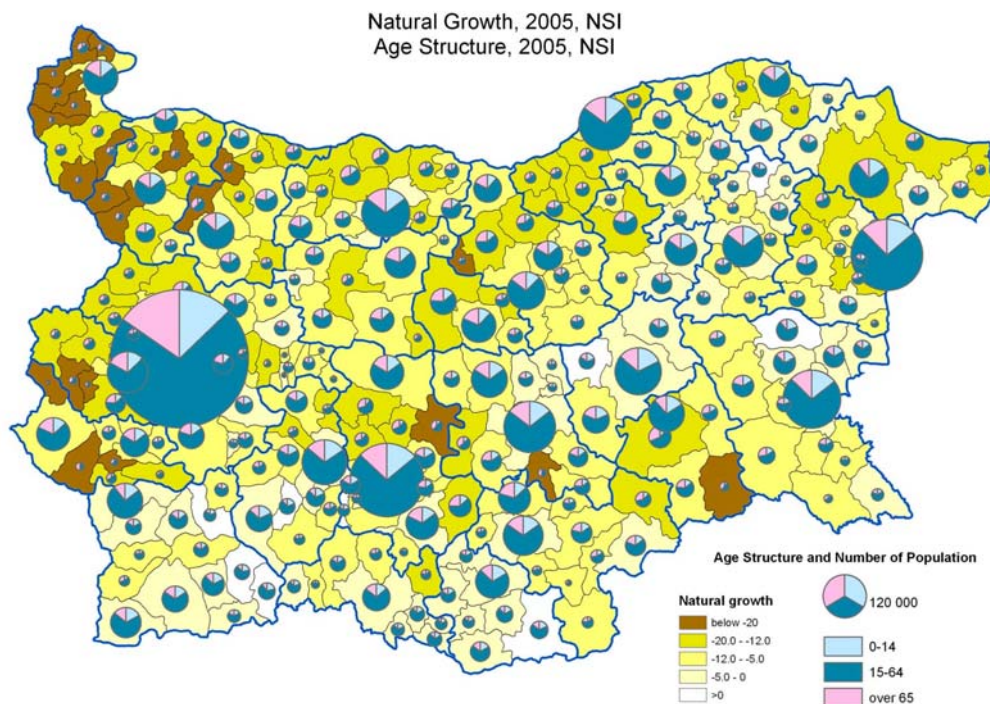 Natural Growth, 2005, NSI
Age Structure, 2005, NSI
Age Structure and Number of Population
120 000
0-14
15-64
over 65
Natural growth
below -20
-20.0 - -12.0
-12.0 - -5.0
-5.0 - 0
>0